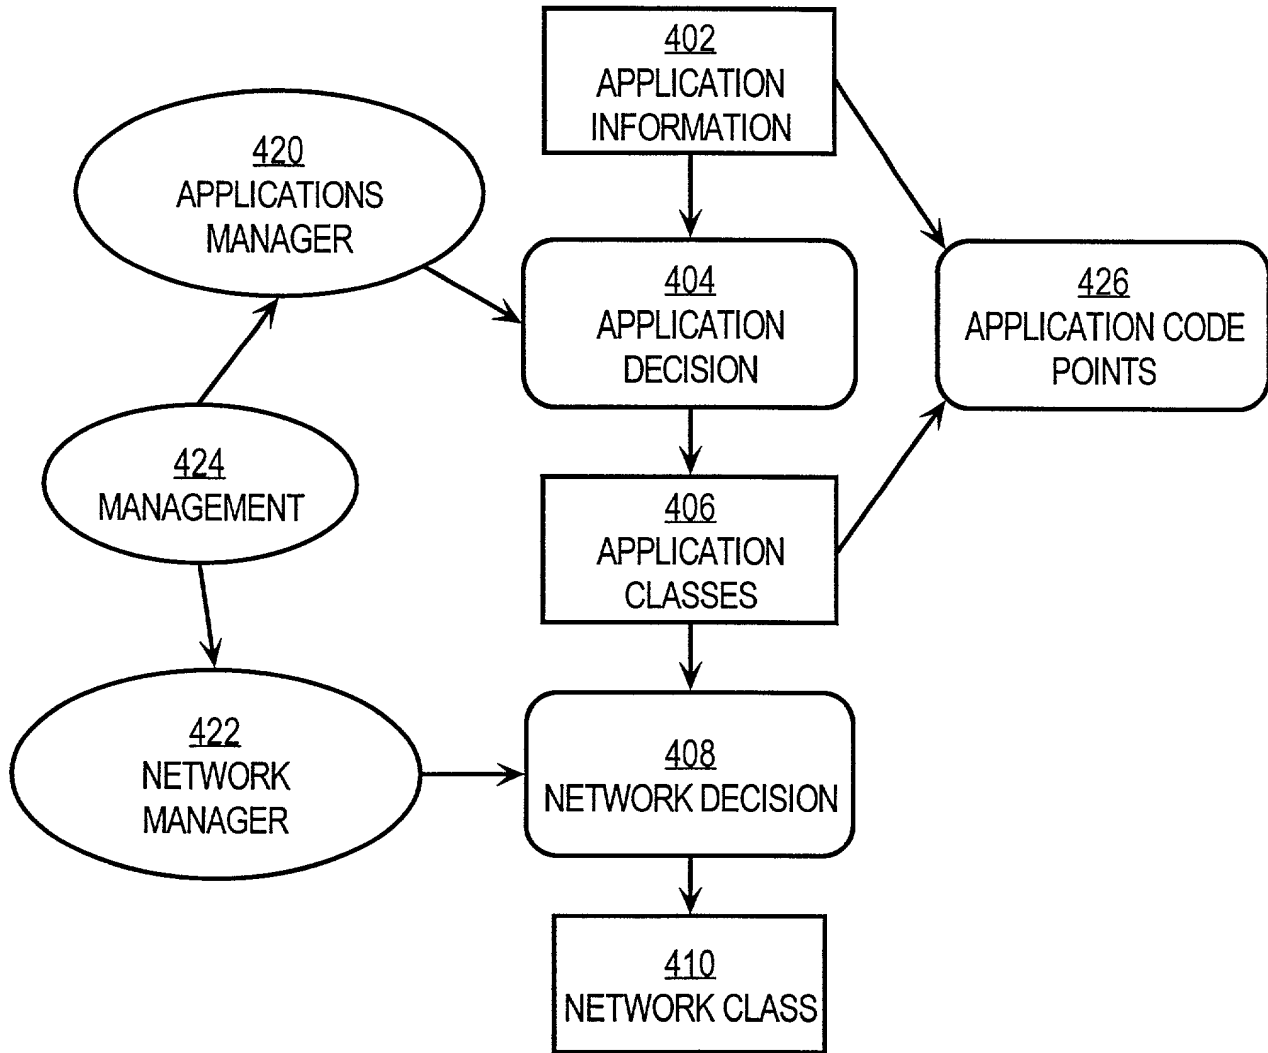 402
APPLICATION
INFORMATION
420
APPLICATIONS
MANAGER
404
APPLICATION
DECISION
426
APPLICATION CODE
POINTS
424
MANAGEMENT
406
APPLICATION
CLASSES
422
NETWORK
MANAGER
408
NETWORK DECISION
410
NETWORK CLASS